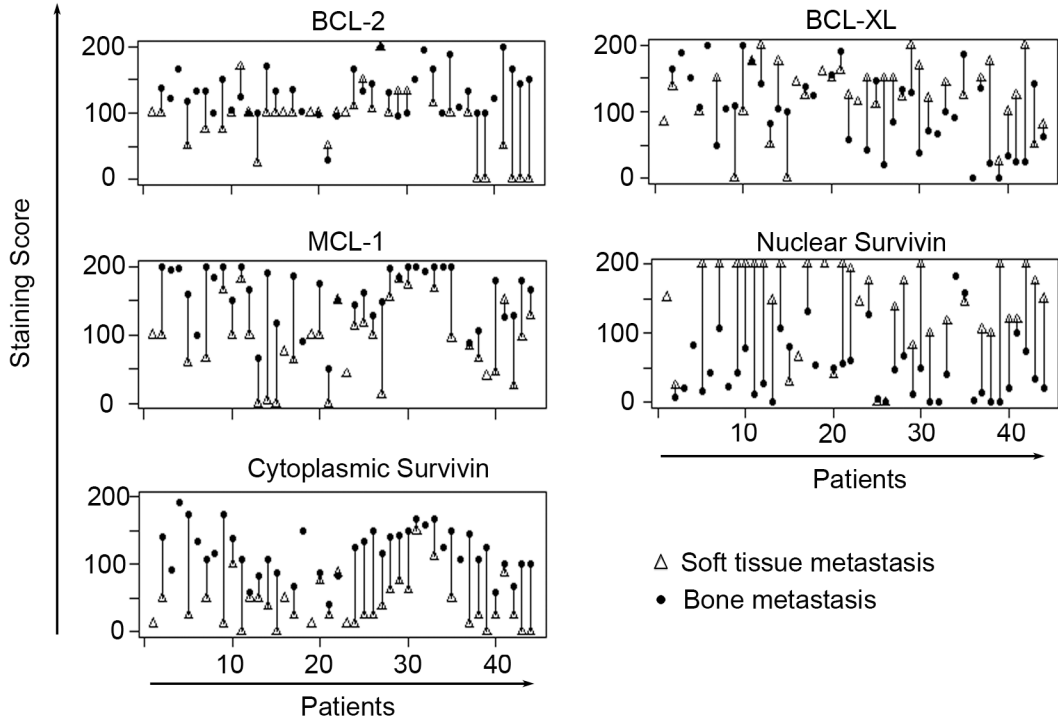 BCL-2
200
100
0
BCL-XL
200
100
0
MCL-1
200
100
0
Nuclear Survivin
200
100
0
10 20 30 40
Patients
Cytoplasmic Survivin
200
100
0
10 20 30 40
Patients
Staining Score
Soft tissue metastasis
Bone metastasis